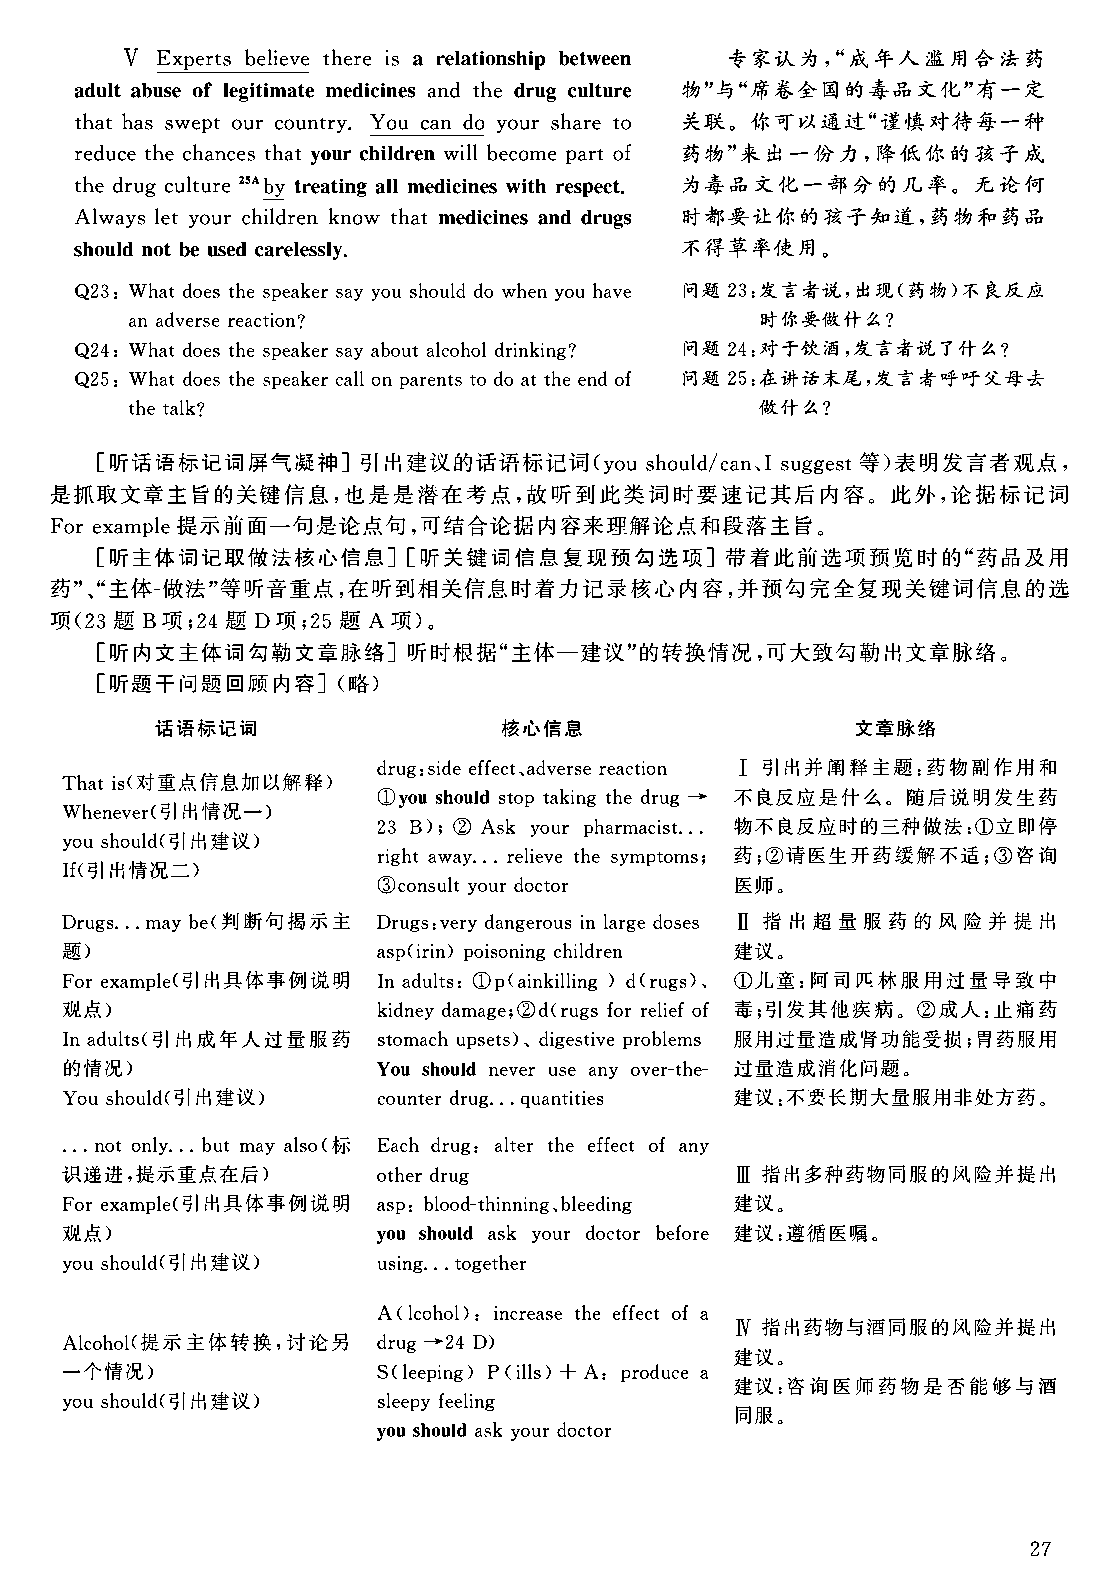 Ⅴ Experts believe there is a relationship between
adult abuse of legitimate medicines and the drug culture
that has swept our country. You can do your share to
reduce the chances that your children will become part of
the drug culture 25A by treating all medicines with respect.
Always let your children know that medicines and drugs
should not be used carelessly.
Q23: What does the speaker say you should do when you have
an adverse reaction?
Q24: What does the speaker say about alcohol drinking?
Q25: What does the speaker call on parents to do at the end of
the talk?
专家认为,“成年人滥用合法药
物”与“席卷全国的毒品文化”有一定
关联。你可以通过“谨慎对待每一种
药物”来出一份力,降低你的孩子成
为毒品文化一部分的几率。无论何
时都要让你的孩子知道,药物和药品
不得草率使用。
问题 23:发言者说,出现(药物)不良反应
时你要做什么?
问题 24:对于饮酒,发言者说了什么?
问题 25:在讲话末尾,发言者呼吁父母去
做什么?
[听话语标记词屏气凝神] 引出建议的话语标记词(you should/can、I suggest 等)表明发言者观点,
是抓取文章主旨的关键信息,也是是潜在考点,故听到此类词时要速记其后内容。此外,论据标记词
For example 提示前面一句是论点句,可结合论据内容来理解论点和段落主旨。
[听主体词记取做法核心信息][听关键词信息复现预勾选项] 带着此前选项预览时的“药品及用
药”、“主体-做法”等听音重点,在听到相关信息时着力记录核心内容,并预勾完全复现关键词信息的选
项(23 题 B 项;24 题 D 项;25 题 A 项)。
[听内文主体词勾勒文章脉络] 听时根据“主体—建议”的转换情况,可大致勾勒出文章脉络。
[听题干问题回顾内容](略)
话语标记词
核心信息
文章脉络
That is(对重点信息加以解释)
Whenever(引出情况一)
you should(引出建议)
If(引出情况二)
drug:side effect、adverse reaction
①you should stop taking the drug →
23 B); ② Ask your pharmacist...
right away... relieve the symptoms;
③consult your doctor
Ⅰ 引出并阐释主题:药物副作用和
不良反应是什么。随后说明发生药
物不良反应时的三种做法:①立即停
药;②请医生开药缓解不适;③咨询
医师。
Drugs...may be(判断句揭示主
题)
For example(引出具体事例说明
观点)
In adults(引出成年人过量服药
的情况)
You should(引出建议)
Drugs:very dangerous in large doses
asp(irin) poisoning children
In adults: ①p(ainkilling ) d(rugs)、
kidney damage;②d(rugs for relief of
stomach upsets)、digestive problems
You should never use any over-the-
counter drug...quantities
Ⅱ 指出超量服药的风险并提出
建议。
①儿童:阿司匹林服用过量导致中
毒;引发其他疾病。②成人:止痛药
服用过量造成肾功能受损;胃药服用
过量造成消化问题。
建议:不要长期大量服用非处方药。
...not only...but may also(标
识递进,提示重点在后)
For example(引出具体事例说明
观点)
you should(引出建议)
Each drug: alter the effect of any
other drug
asp: blood-thinning、bleeding
you should ask your doctor before
using...together
Ⅲ 指出多种药物同服的风险并提出
建议。
建议:遵循医嘱。
Alcohol(提示主体转换,讨论另
一个情况)
you should(引出建议)
A(lcohol): increase the effect of a
drug →24 D)
S(leeping) P(ills)+ A: produce a
sleepy feeling
you should ask your doctor
Ⅳ 指出药物与酒同服的风险并提出
建议。
建议:咨询医师药物是否能够与酒
同服。
27